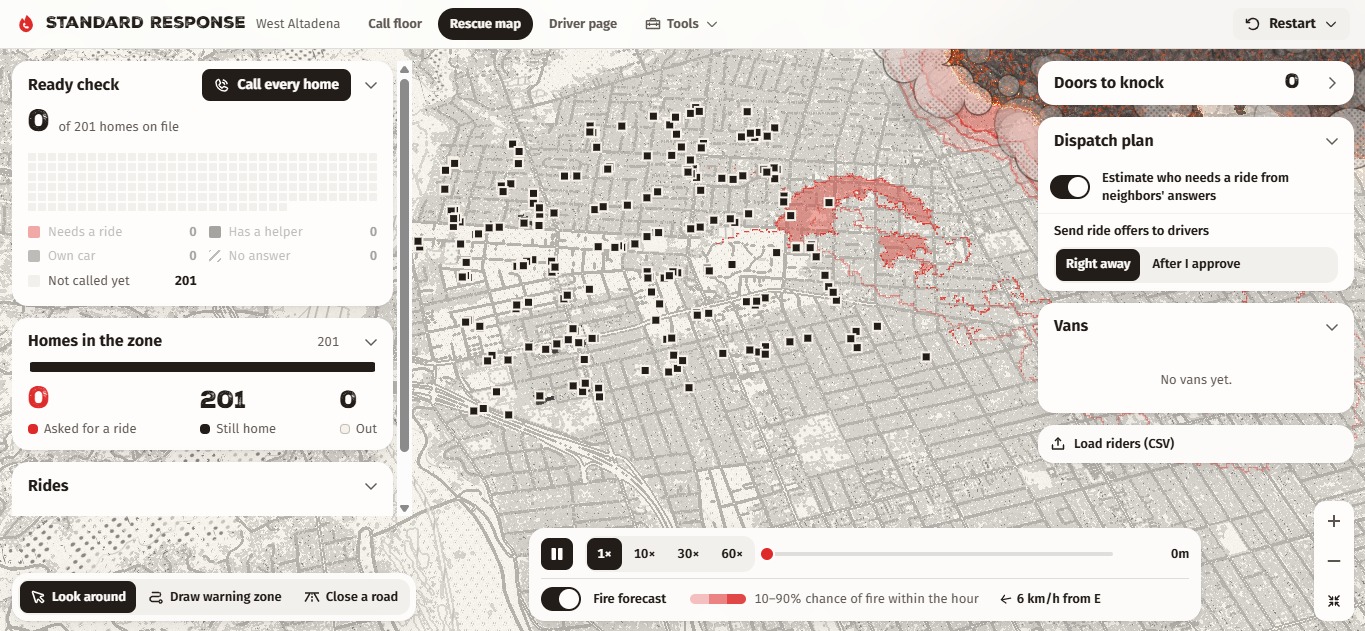 STANDARD RESPONSE West Altadena Call floor Rescue map Driver page Tools Restart
Ready check Call every home
0 of 201 homes on file
Needs a ride 0 Has a helper 0
Own car 0 No answer 0
Not called yet 201
Homes in the zone 201
0 201 0
Asked for a ride Still home Out
Rides
Look around Draw warning zone Close a road
1× 10× 30× 60× 0m
Fire forecast 10–90% chance of fire within the hour ← 6 km/h from E
Doors to knock 0
Dispatch plan
Estimate who needs a ride from
neighbors' answers
Send ride offers to drivers
Right away After I approve
Vans
No vans yet.
Load riders (CSV)